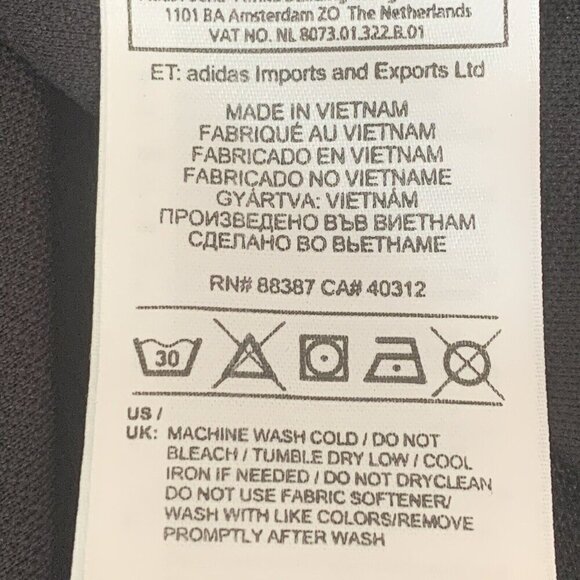 1101 BA Amsterdam ZO The Netherlands
VAT NO. NL 8073.01.322.B.01
ET: adidas Imports and Exports Ltd
MADE IN VIETNAM
FABRIQUÉ AU VIETNAM
FABRICADO EN VIETNAM
FABRICADO NO VIETNAME
GYÁRTVA: VIETNÁM
ПРОИЗВЕДЕНО ВЪВ ВИЕТНАМ
СДЕЛАНО ВО ВЬЕТНАМЕ
RN# 88387 CA# 40312
30
US /
UK: MACHINE WASH COLD / DO NOT
BLEACH / TUMBLE DRY LOW / COOL
IRON IF NEEDED / DO NOT DRYCLEAN
DO NOT USE FABRIC SOFTENER/
WASH WITH LIKE COLORS/REMOVE
PROMPTLY AFTER WASH